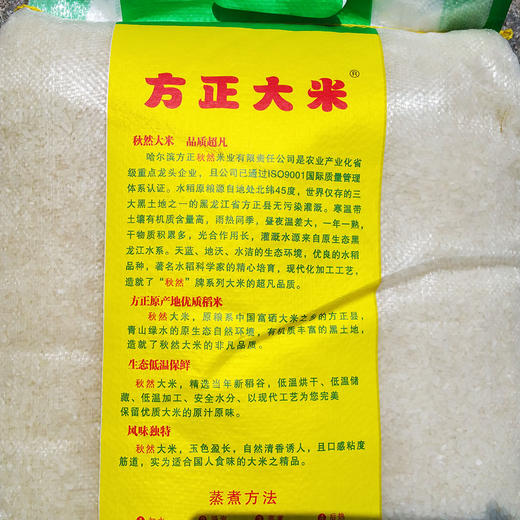 方正大米®
秋然大米 品质超凡
哈尔滨方正秋然米业有限责任公司是农业产业化省
级重点龙头企业，且公司已通过ISO9001国际质量管理
体系认证。水稻原粮源自地处北纬45度，世界仅存的三
大黑土地之一的黑龙江省方正县无污染灌溉。寒温带
土壤有机质含量高，雨热同季，昼夜温差大，一年一熟，
干物质积累多，光合作用长，灌溉水源来自原生态黑
龙江水系。天蓝、地沃、水洁的生态环境，优良的水稻
品种，著名水稻科学家的精心培育，现代化加工工艺，
造就了“秋然”牌系列大米的超凡品质。
方正原产地优质稻米
秋然大米，原粮系中国富硒大米之乡的方正县，
青山绿水的原生态自然环境，有机质丰富的黑土地，
造就了秋然大米的非凡品质。
生态低温保鲜
秋然大米，精选当年新稻谷，低温烘干、低温储
藏、低温加工、安全水分、以现代工艺为您完美
保留优质大米的原汁原味。
风味独特
秋然大米，玉色盈长，自然清香诱人，且口感粘度
筋道，实为适合国人食味的大米之精品。
蒸煮方法